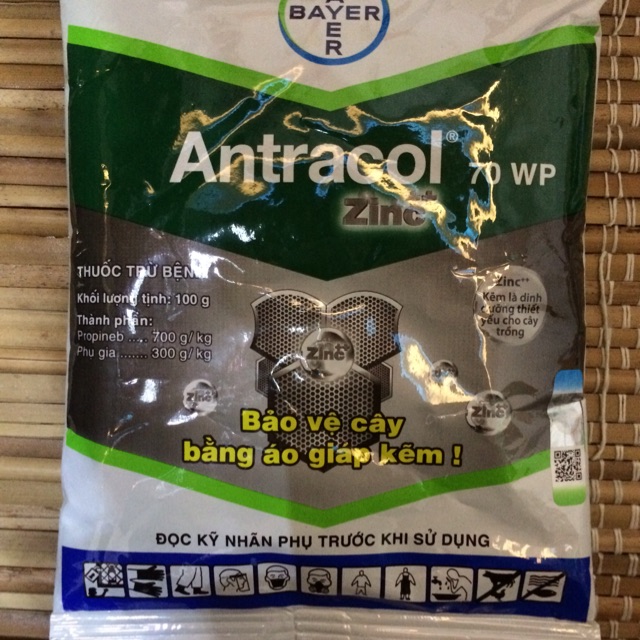 BAYER
BAYER
Antracol® 70 WP
Zinc++
THUỐC TRỪ BỆNH
Khối lượng tịnh: 100 g
Thành phần:
Propineb .... 700 g/kg
Phụ gia ....... 300 g/kg
Zinc++
Kẽm là dinh
dưỡng thiết
yếu cho cây
trồng
Zinc
Zinc
Zinc
Bảo vệ cây
bằng áo giáp kẽm !
ĐỌC KỸ NHÃN PHỤ TRƯỚC KHI SỬ DỤNG